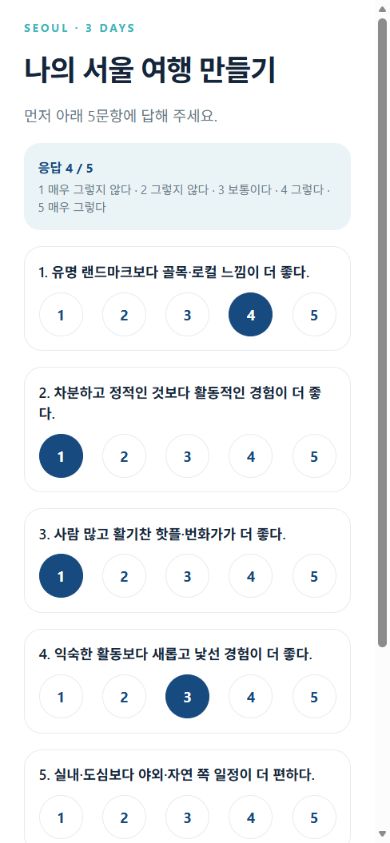 SEOUL · 3 DAYS
나의 서울 여행 만들기
먼저 아래 5문항에 답해 주세요.
응답 4 / 5
1 매우 그렇지 않다 · 2 그렇지 않다 · 3 보통이다 · 4 그렇다 ·
5 매우 그렇다
1. 유명 랜드마크보다 골목·로컬 느낌이 더 좋다.
1 2 3 4 5
2. 차분하고 정적인 것보다 활동적인 경험이 더 좋
다.
1 2 3 4 5
3. 사람 많고 활기찬 핫플·번화가가 더 좋다.
1 2 3 4 5
4. 익숙한 활동보다 새롭고 낯선 경험이 더 좋다.
1 2 3 4 5
5. 실내·도심보다 야외·자연 쪽 일정이 더 편하다.
1 2 3 4 5